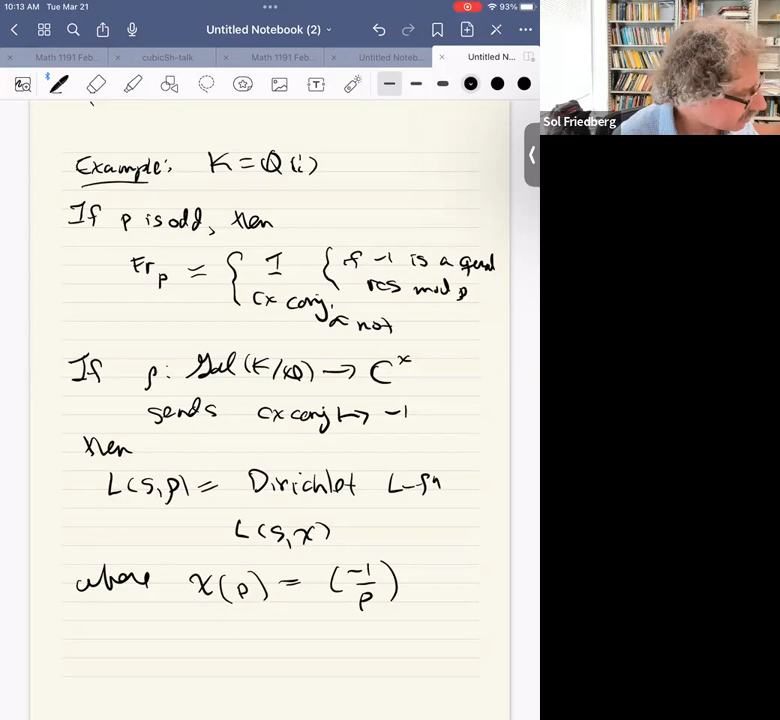 10:13 AM Tue Mar 21
93%
Untitled Notebook (2)
Math 1191 Feb...
cubicSh-talk
Math 1191 Feb...
Untitled Noteb...
Untitled N...
Sol Friedberg
Example: K = Q(i)
If p is odd, then
Fr_p = { I { if -1 is a quad
res mod p
cx conj.
not
If ρ: Gal(K/Q) → C^x
sends cx conj ↦ -1
then
L(s,ρ) = Dirichlet L-fn
L(s,χ)
where χ(p) = (-1/p)